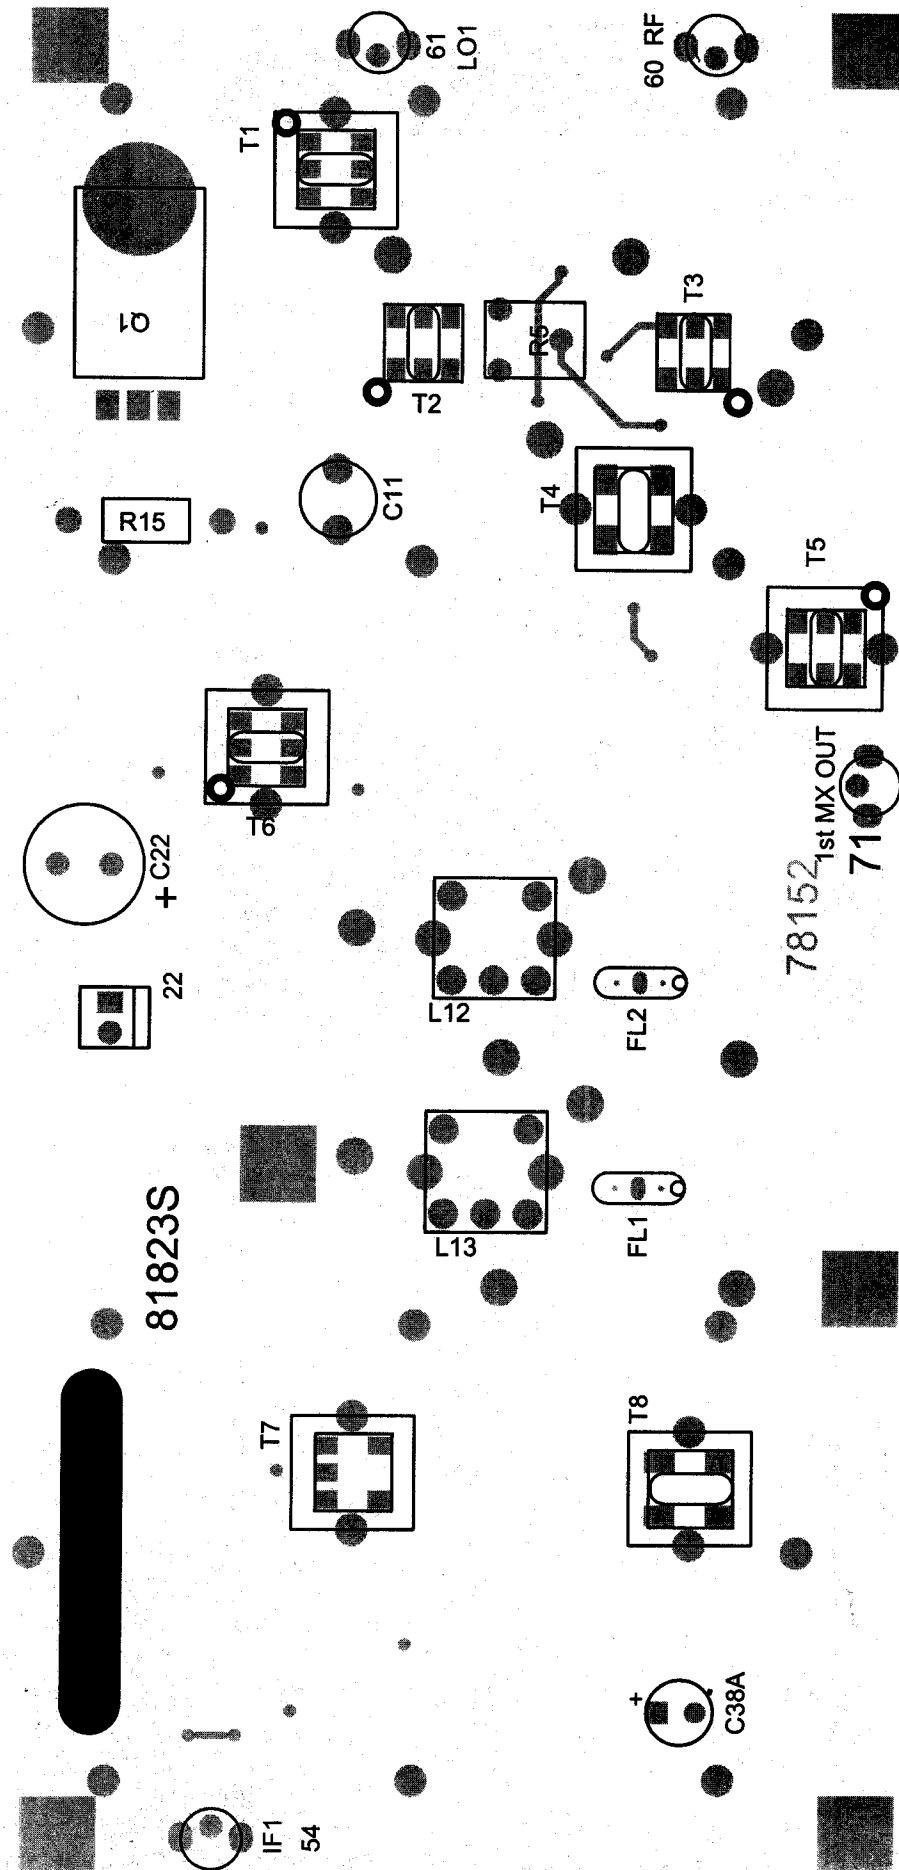 61
LO1
60 RF
T1
Q1
T2
R5
T3
R15
C11
T4
T5
T6
1st MX OUT
71
78152
+ C22
22
L12
FL2
L13
FL1
81823S
T7
T8
+
C38A
IF1
54